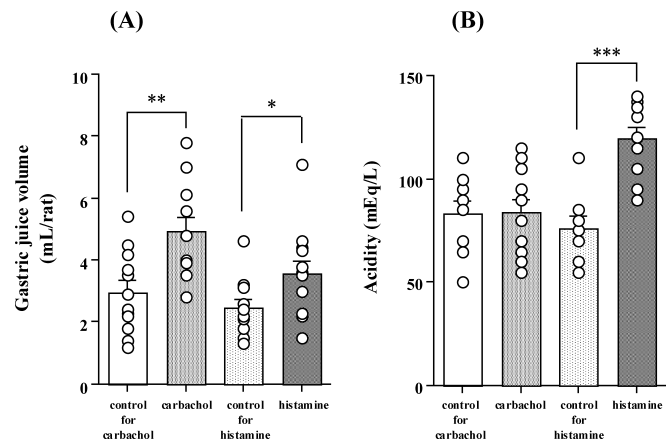 (A)
Gastric juice volume
(mL/rat)
10
8
6
4
2
0
**
*
control
for
carbachol
carbachol
control
for
histamine
histamine
(B)
Acidity (mEq/L)
150
100
50
0
***
control
for
carbachol
carbachol
control
for
histamine
histamine